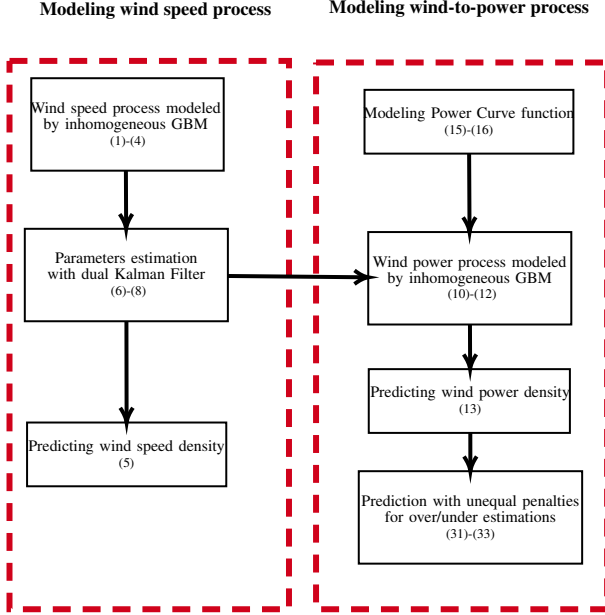 Modeling wind speed process
Wind speed process modeled
by inhomogeneous GBM
(1)-(4)
Parameters estimation
with dual Kalman Filter
(6)-(8)
Predicting wind speed density
(5)
Modeling wind-to-power process
Modeling Power Curve function
(15)-(16)
Wind power process modeled
by inhomogeneous GBM
(10)-(12)
Predicting wind power density
(13)
Prediction with unequal penalties
for over/under estimations
(31)-(33)